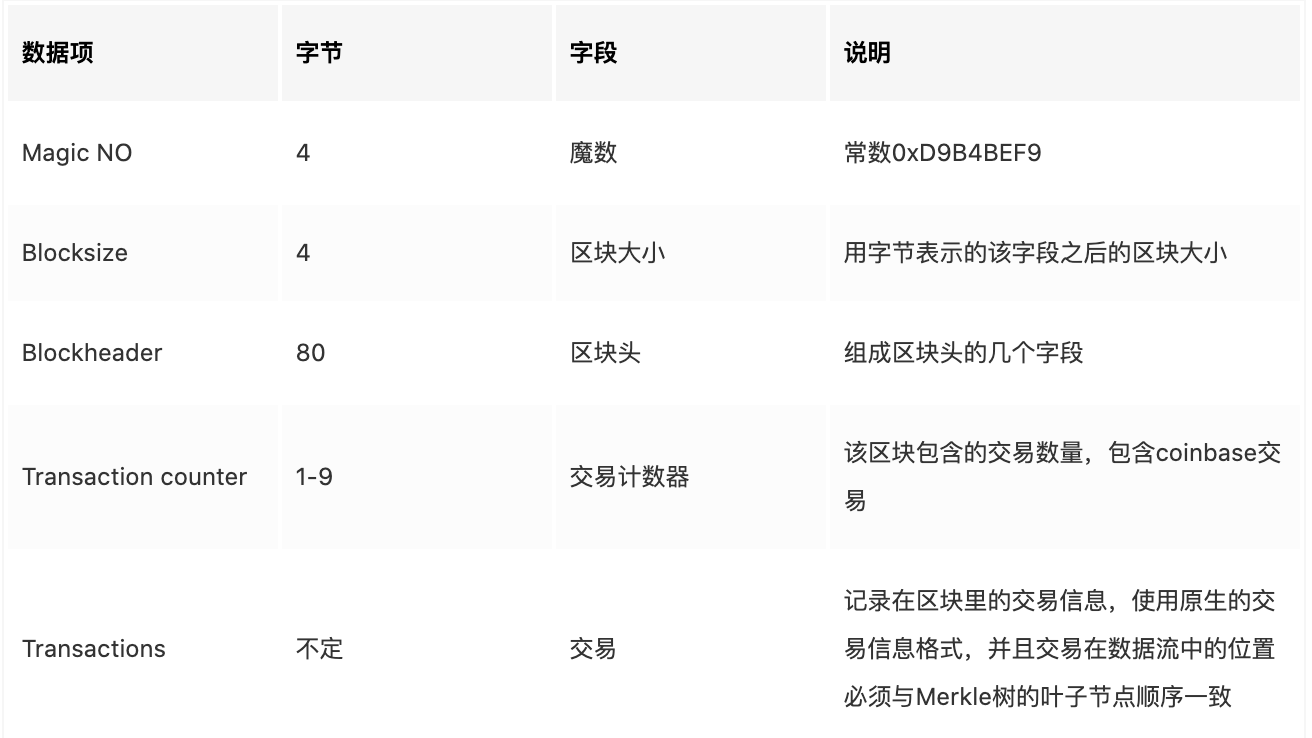 数据项 字节 字段 说明
Magic NO 4 魔数 常数0xD9B4BEF9
Blocksize 4 区块大小 用字节表示的该字段之后的区块大小
Blockheader 80 区块头 组成区块头的几个字段
Transaction counter 1-9 交易计数器 该区块包含的交易数量，包含coinbase交
易
Transactions 不定 交易 记录在区块里的交易信息，使用原生的交
易信息格式，并且交易在数据流中的位置
必须与Merkle树的叶子节点顺序一致